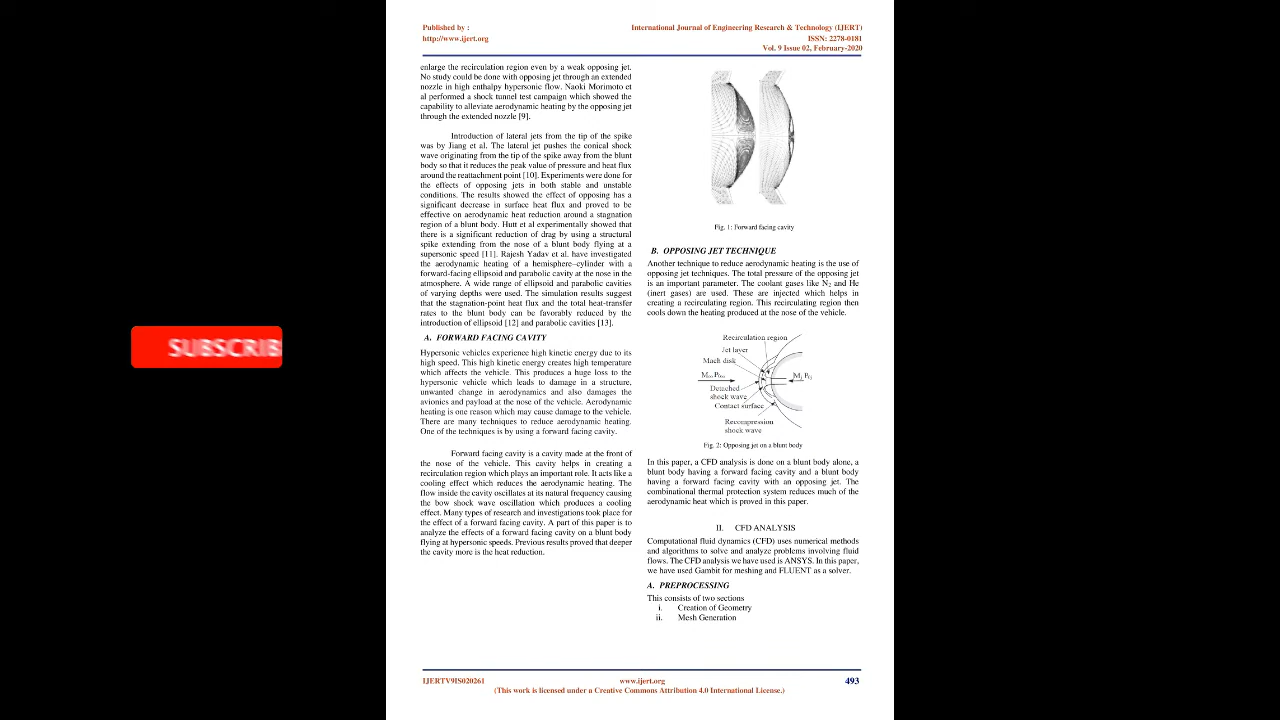 Published by :
http://www.ijert.org
International Journal of Engineering Research & Technology (IJERT)
ISSN: 2278-0181
Vol. 9 Issue 02, February-2020
enlarge the recirculation region even by a weak opposing jet.
No study could be done with opposing jet through an extended
nozzle in high enthalpy hypersonic flow. Naoki Morimoto et
al performed a shock tunnel test campaign which showed the
capability to alleviate aerodynamic heating by the opposing jet
through the extended nozzle [9].
Introduction of lateral jets from the tip of the spike
was by Jiang et al. The lateral jet pushes the conical shock
wave originating from the tip of the spike away from the blunt
body so that it reduces the peak value of pressure and heat flux
around the reattachment point [10]. Experiments were done for
the effects of opposing jets in both stable and unstable
conditions. The results showed the effect of opposing has a
significant decrease in surface heat flux and proved to be
effective on aerodynamic heat reduction around a stagnation
region of a blunt body. Hutt et al experimentally showed that
there is a significant reduction of drag by using a structural
spike extending from the nose of a blunt body flying at a
supersonic speed [11]. Rajesh Yadav et al. have investigated
the aerodynamic heating of a hemisphere–cylinder with a
forward-facing ellipsoid and parabolic cavity at the nose in the
atmosphere. A wide range of ellipsoid and parabolic cavities
of varying depths were used. The simulation results suggest
that the stagnation-point heat flux and the total heat-transfer
rates to the blunt body can be favorably reduced by the
introduction of ellipsoid [12] and parabolic cavities [13].
A. FORWARD FACING CAVITY
Hypersonic vehicles experience high kinetic energy due to its
high speed. This high kinetic energy creates high temperature
which affects the vehicle. This produces a huge loss to the
hypersonic vehicle which leads to damage in a structure,
unwanted change in aerodynamics and also damages the
avionics and payload at the nose of the vehicle. Aerodynamic
heating is one reason which may cause damage to the vehicle.
There are many techniques to reduce aerodynamic heating.
One of the techniques is by using a forward facing cavity.
Forward facing cavity is a cavity made at the front of
the nose of the vehicle. This cavity helps in creating a
recirculation region which plays an important role. It acts like a
cooling effect which reduces the aerodynamic heating. The
flow inside the cavity oscillates at its natural frequency causing
the bow shock wave oscillation which produces a cooling
effect. Many types of research and investigations took place for
the effect of a forward facing cavity. A part of this paper is to
analyze the effects of a forward facing cavity on a blunt body
flying at hypersonic speeds. Previous results proved that deeper
the cavity more is the heat reduction.
Fig. 1: Forward facing cavity
B. OPPOSING JET TECHNIQUE
Another technique to reduce aerodynamic heating is the use of
opposing jet techniques. The total pressure of the opposing jet
is an important parameter. The coolant gases like N2 and He
(inert gases) are used. These are injected which helps in
creating a recirculating region. This recirculating region then
cools down the heating produced at the nose of the vehicle.
Recirculation region
Jet layer
Mach disk
M∞ P0∞
Mj P0j
Detached
shock wave
Contact surface
Recompression
shock wave
Fig. 2: Opposing jet on a blunt body
In this paper, a CFD analysis is done on a blunt body alone, a
blunt body having a forward facing cavity and a blunt body
having a forward facing cavity with an opposing jet. The
combinational thermal protection system reduces much of the
aerodynamic heat which is proved in this paper.
II. CFD ANALYSIS
Computational fluid dynamics (CFD) uses numerical methods
and algorithms to solve and analyze problems involving fluid
flows. The CFD analysis we have used is ANSYS. In this paper,
we have used Gambit for meshing and FLUENT as a solver.
A. PREPROCESSING
This consists of two sections
i. Creation of Geometry
ii. Mesh Generation
SUBSCRIB
IJERTV9IS020261
www.ijert.org
493
(This work is licensed under a Creative Commons Attribution 4.0 International License.)